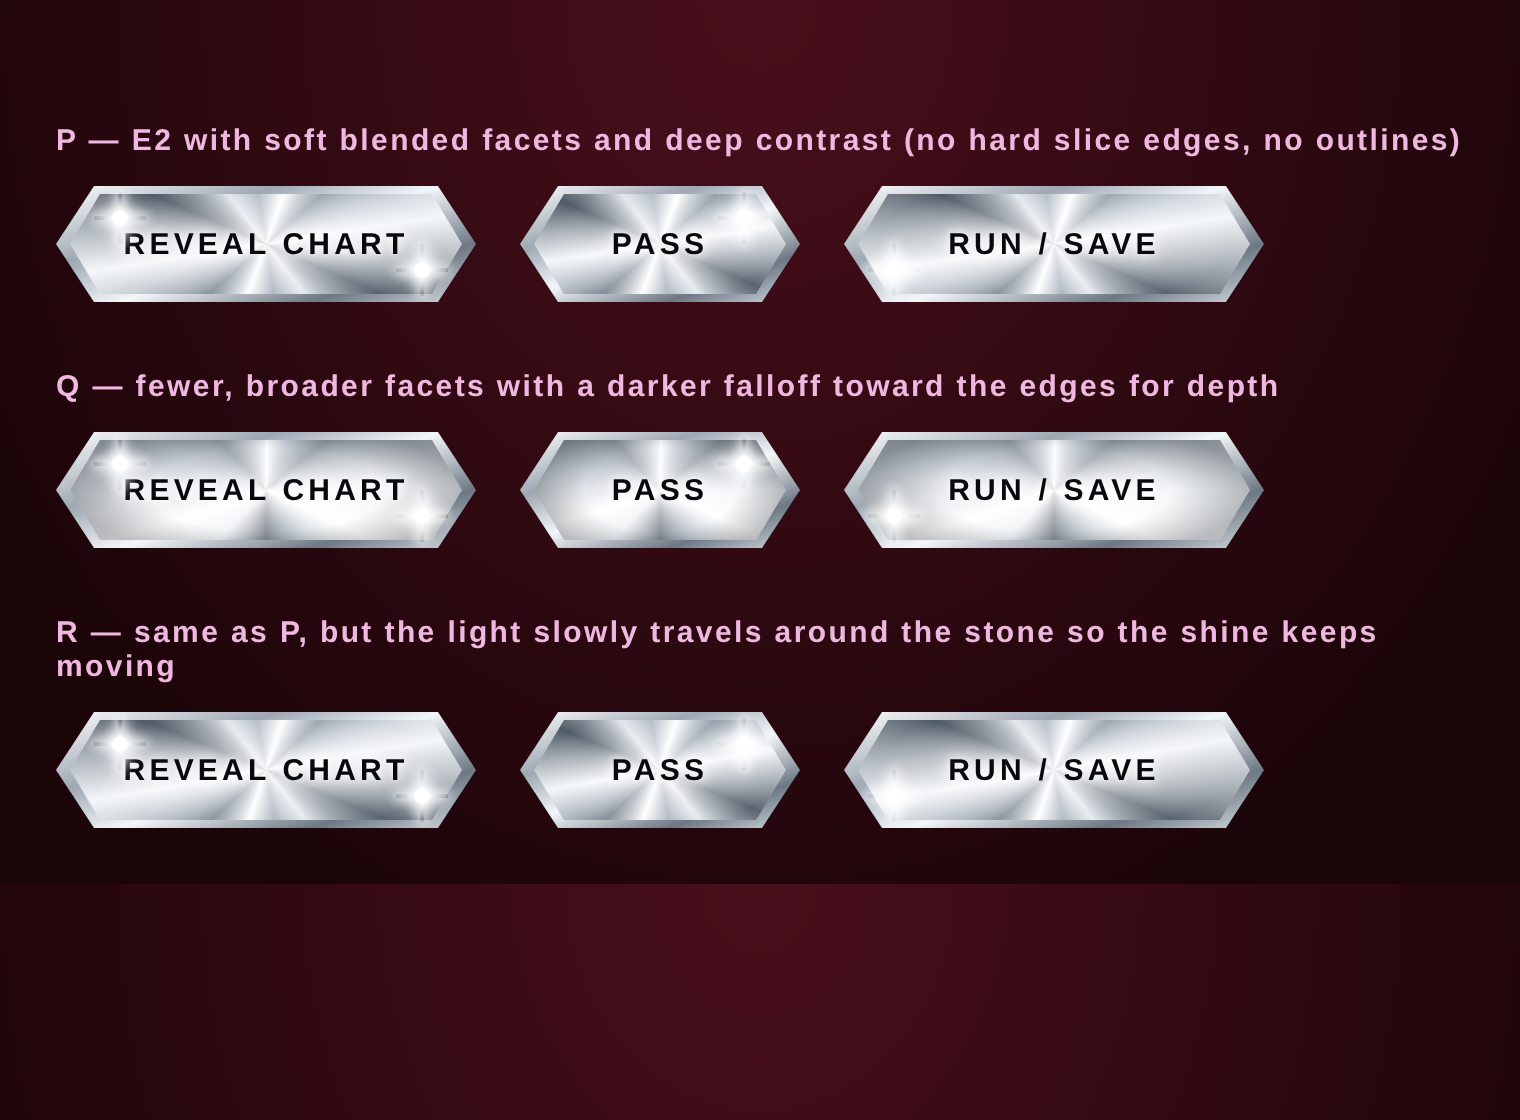 P — E2 with soft blended facets and deep contrast (no hard slice edges, no outlines)
REVEAL CHART
PASS
RUN / SAVE
Q — fewer, broader facets with a darker falloff toward the edges for depth
REVEAL CHART
PASS
RUN / SAVE
R — same as P, but the light slowly travels around the stone so the shine keeps
moving
REVEAL CHART
PASS
RUN / SAVE